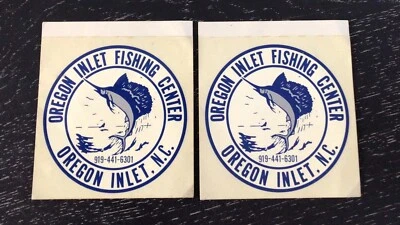 OREGON INLET FISHING CENTER
919-441-6301
OREGON INLET, N.C.
OREGON INLET FISHING CENTER
919-441-6301
OREGON INLET, N.C.